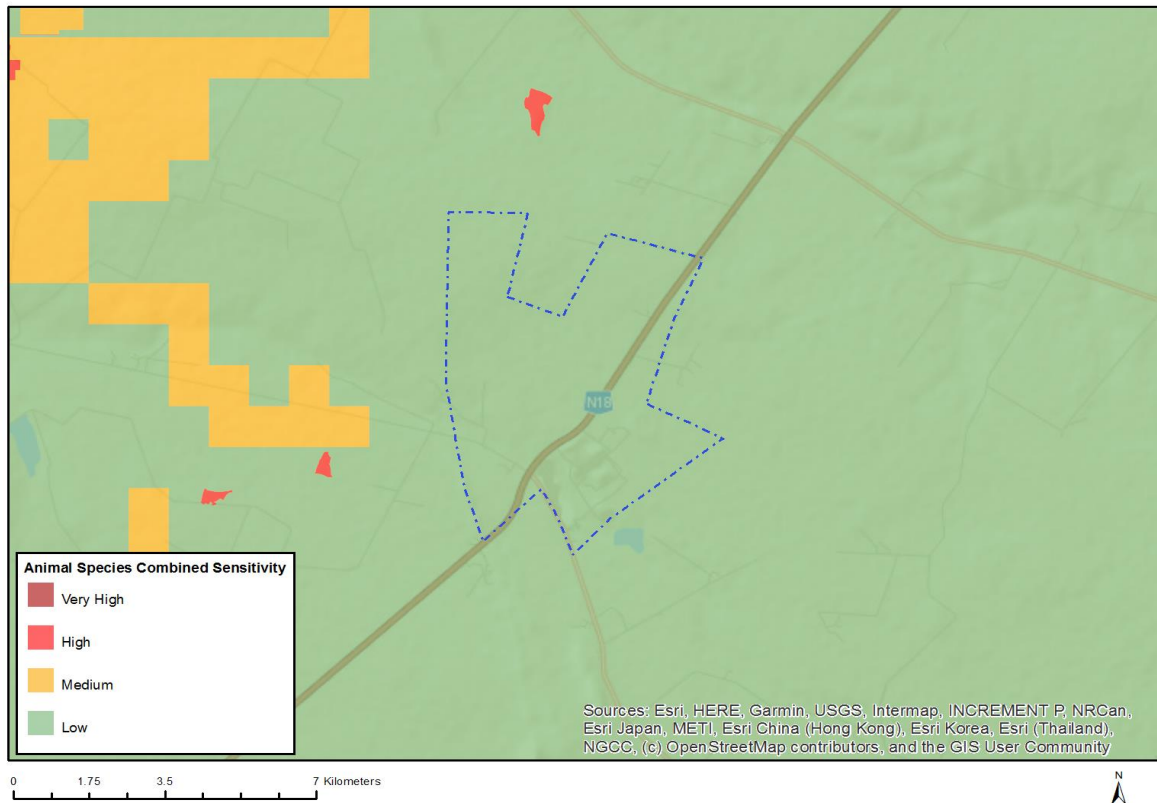 N18
Animal Species Combined Sensitivity
Very High
High
Medium
Low
Sources: Esri, HERE, Garmin, USGS, Intermap, INCREMENT P, NRCan,
Esri Japan, METI, Esri China (Hong Kong), Esri Korea, Esri (Thailand),
NGCC, (c) OpenStreetMap contributors, and the GIS User Community
0 1.75 3.5 7 Kilometers
N